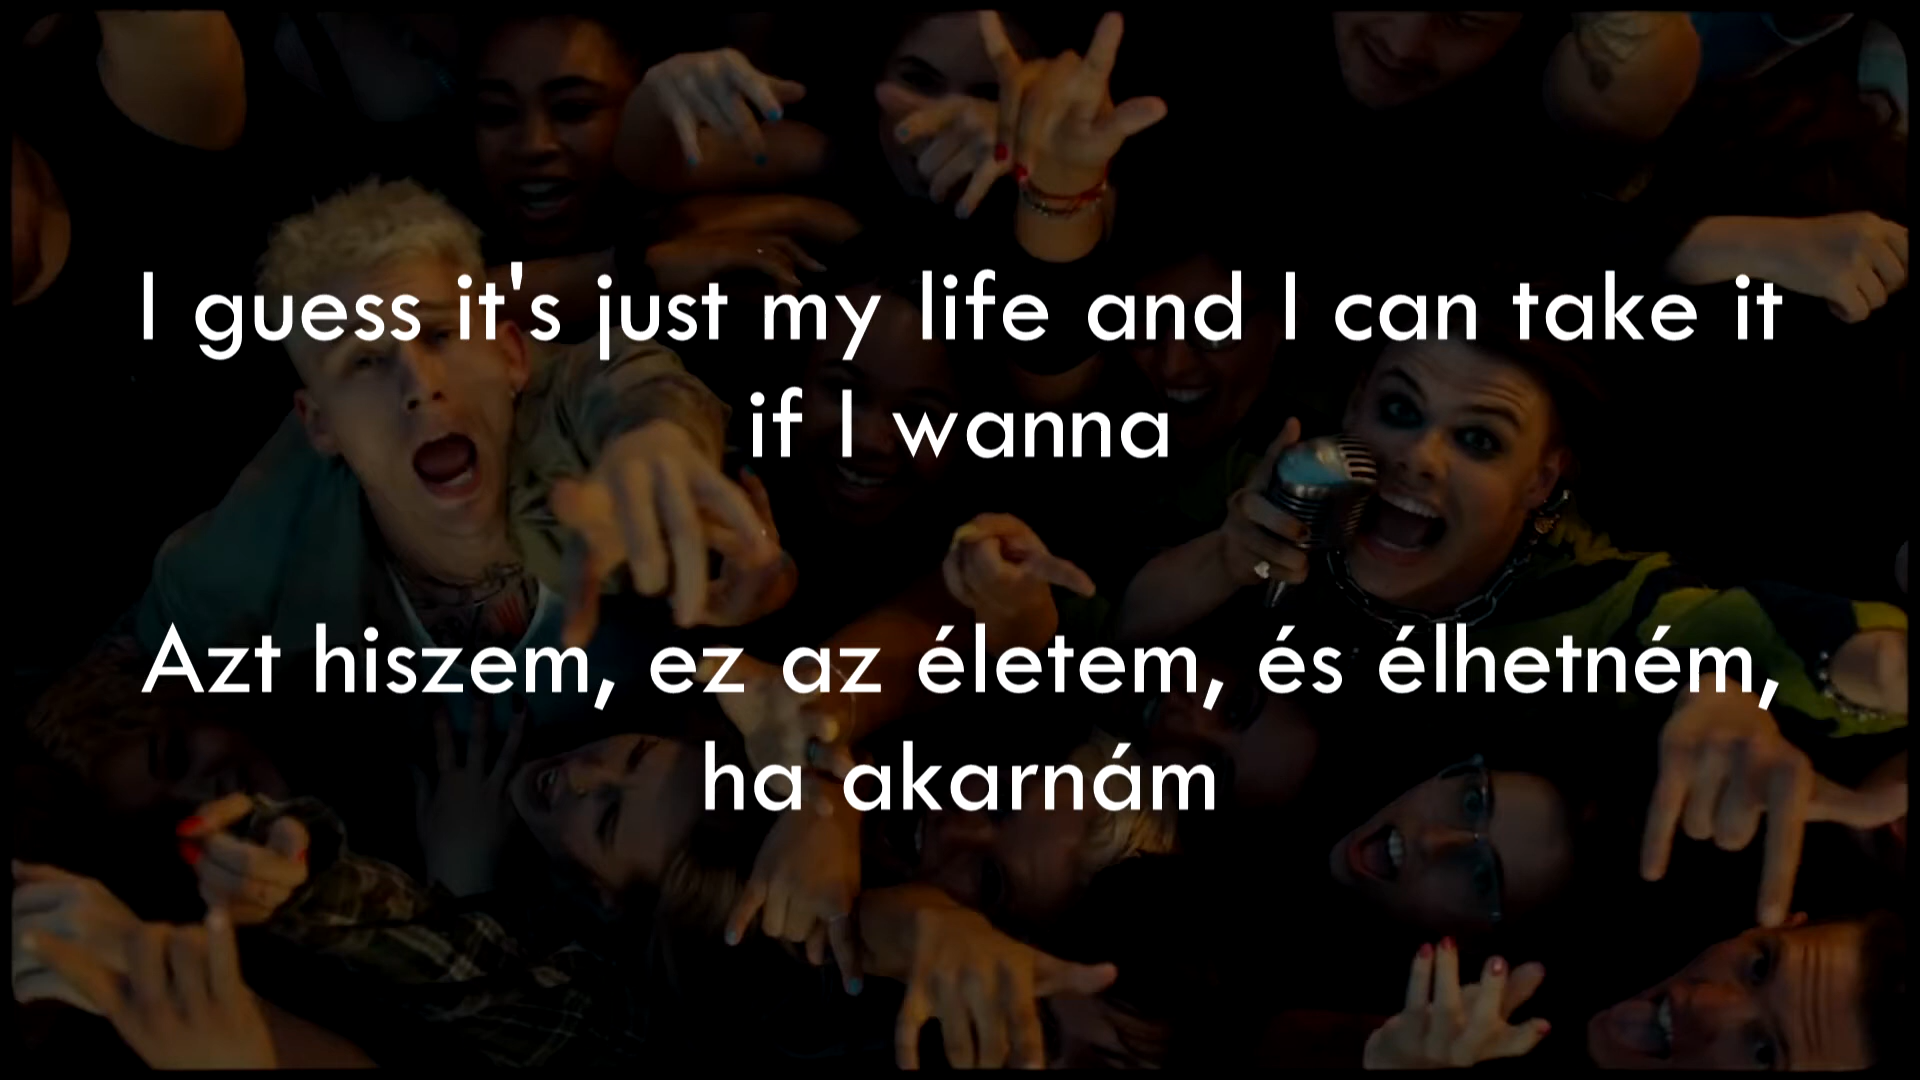 I guess it's just my life and I can take it
if I wanna
Azt hiszem, ez az életem, és élhetném,
ha akarnám